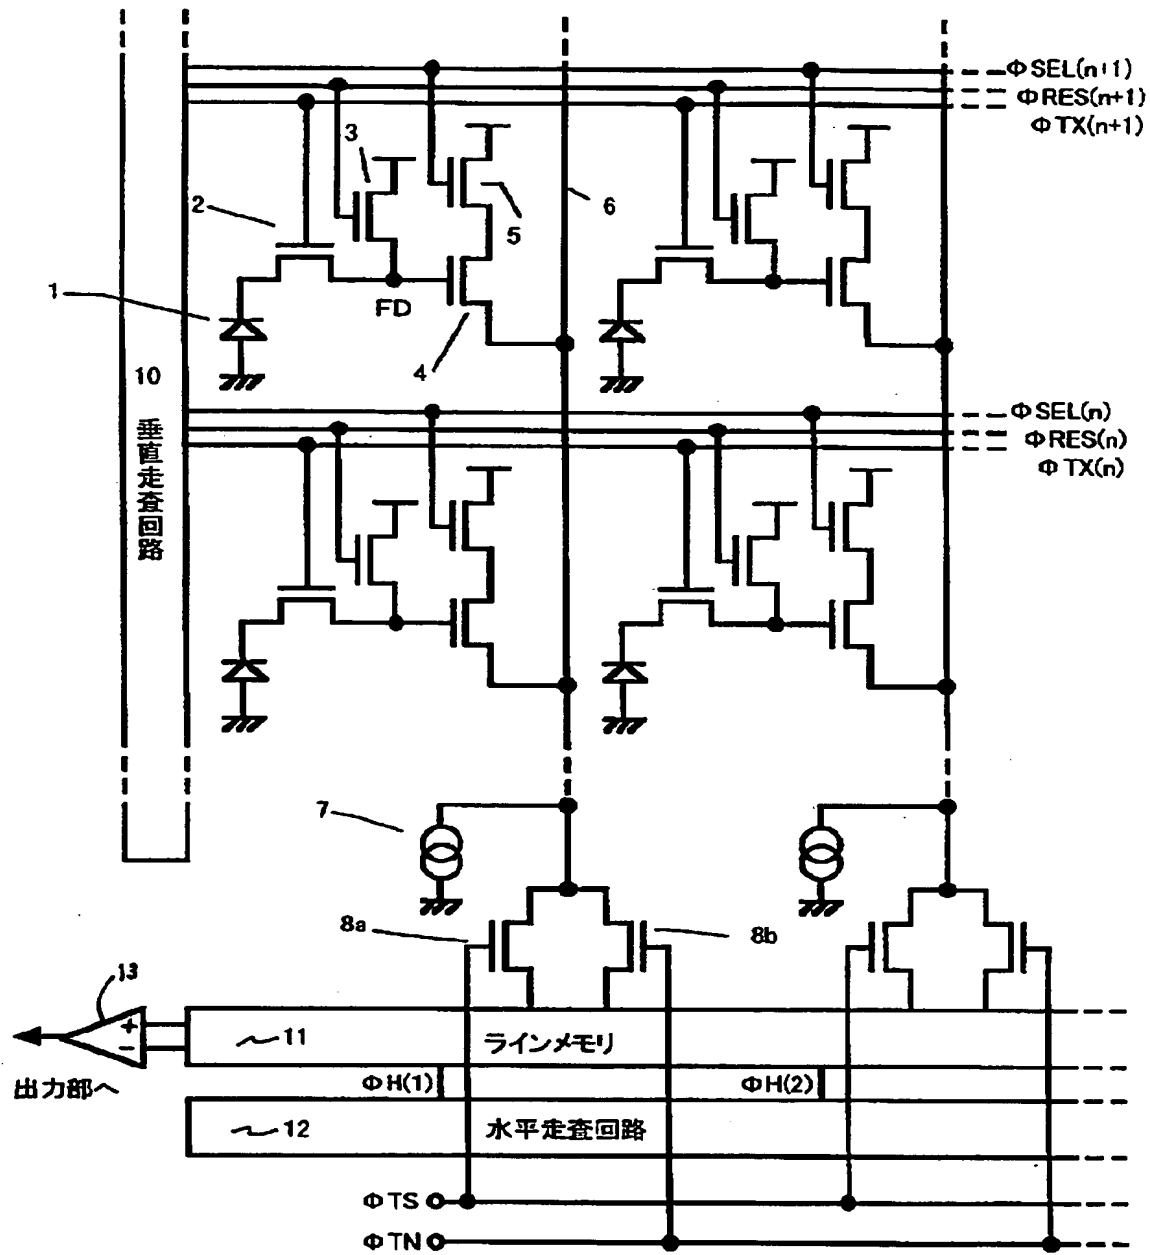 ΦSEL(n+1)
ΦRES(n+1)
ΦTX(n+1)
3
2
5
6
1
FD
4
10
垂直走査回路
ΦSEL(n)
ΦRES(n)
ΦTX(n)
7
8a
8b
13
+
−
11
ラインメモリ
出力部へ
ΦH(1)
ΦH(2)
12
水平走査回路
ΦTS
ΦTN